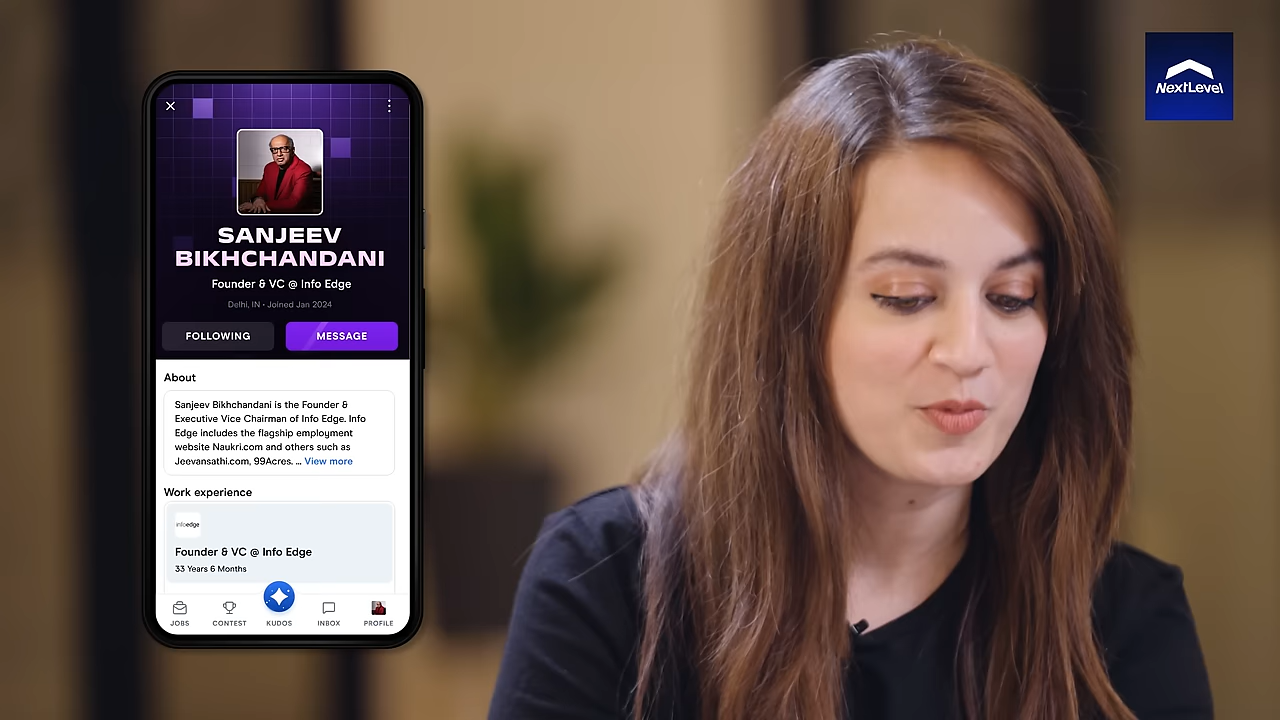 SANJEEV
BIKHCHANDANI
Founder & VC @ Info Edge
Delhi, IN • Joined Jan 2024
FOLLOWING
MESSAGE
About
Sanjeev Bikhchandani is the Founder &
Executive Vice Chairman of Info Edge. Info
Edge includes the flagship employment
website Naukri.com and others such as
Jeevansathi.com, 99Acres. ... View more
Work experience
infoedge
Founder & VC @ Info Edge
33 Years 6 Months
JOBS
CONTEST
KUDOS
INBOX
PROFILE
NextLevel